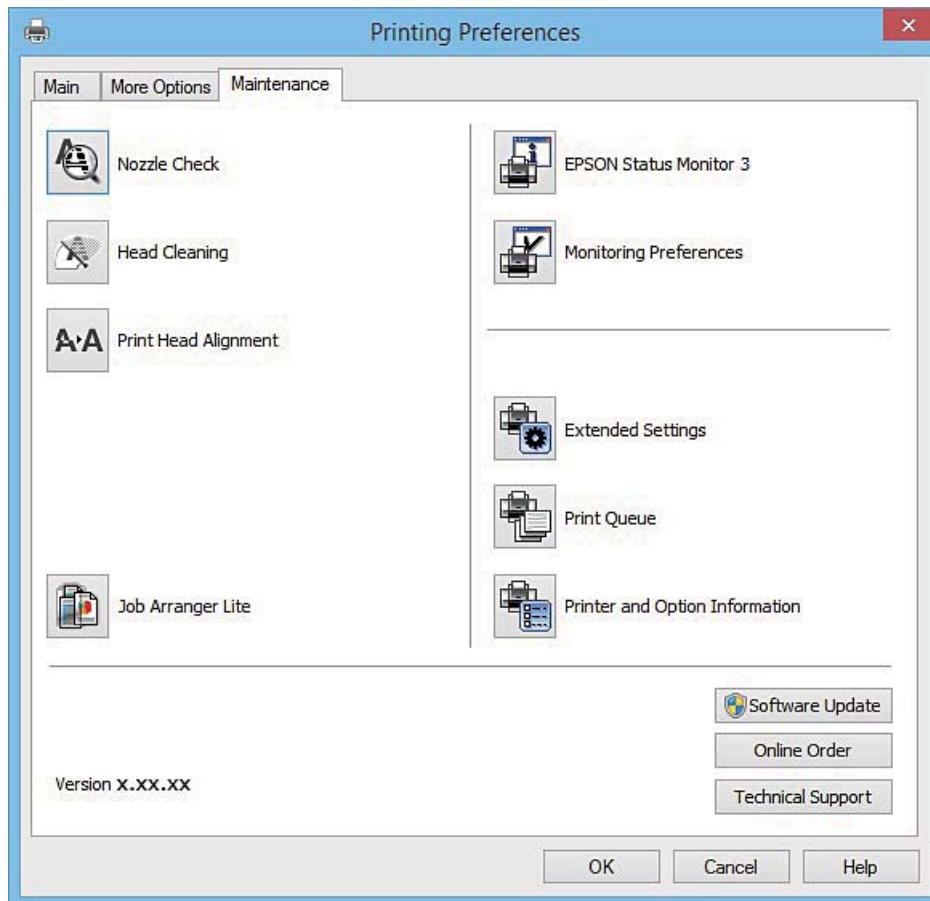 Printing Preferences
Main
More Options
Maintenance
Nozzle Check
Head Cleaning
A A Print Head Alignment
Job Arranger Lite
EPSON Status Monitor 3
Monitoring Preferences
Extended Settings
Print Queue
Printer and Option Information
Software Update
Online Order
Technical Support
Version x.xx.xx
OK
Cancel
Help